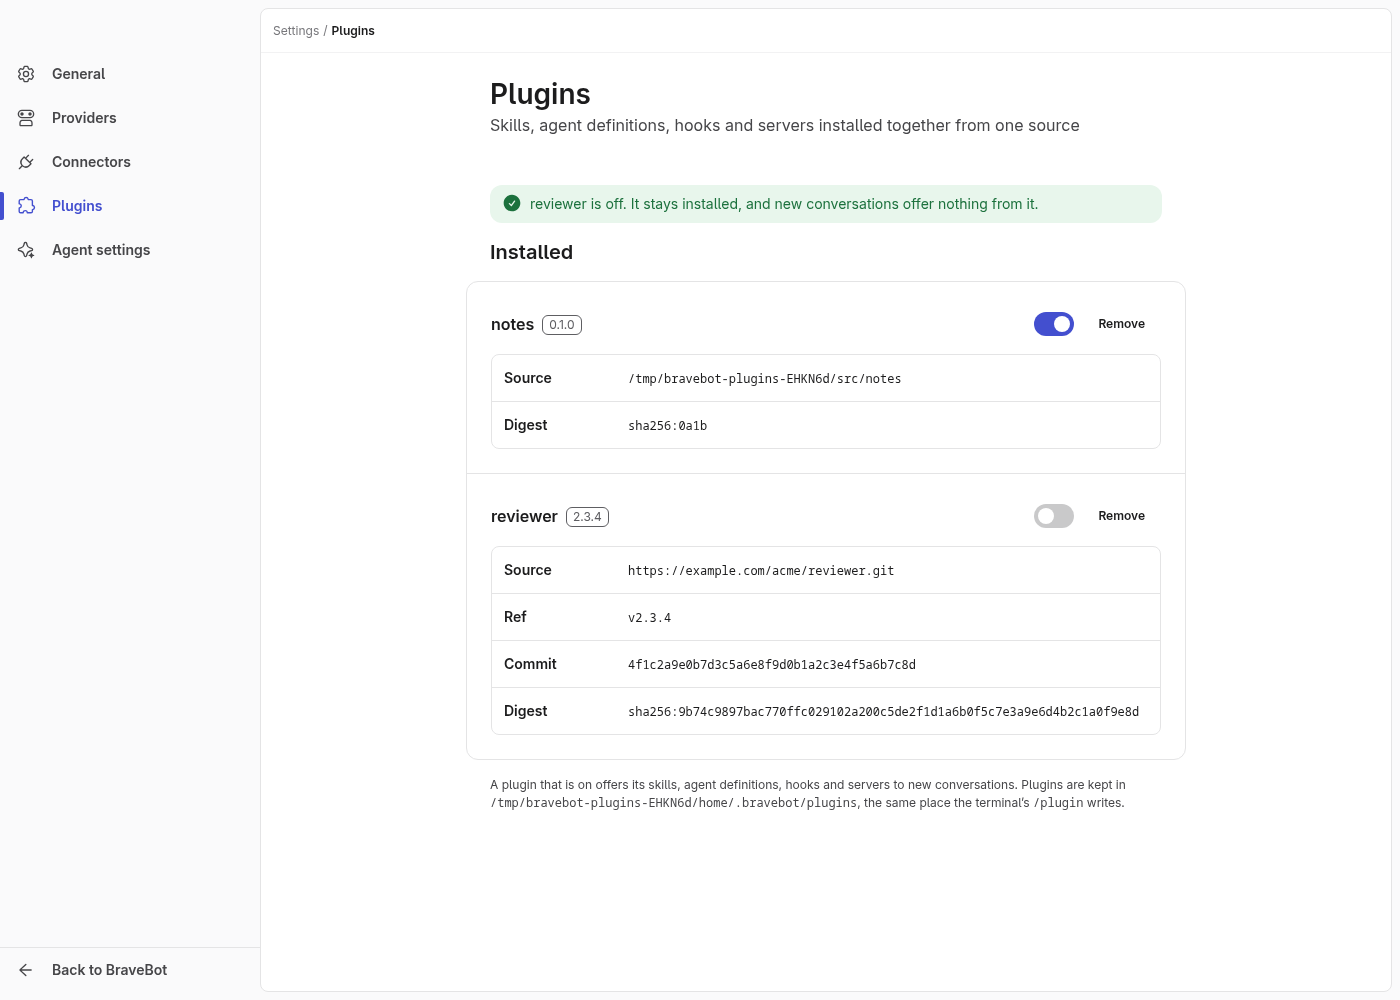 Settings / Plugins
General
Providers
Connectors
Plugins
Agent settings
Back to BraveBot
Plugins
Skills, agent definitions, hooks and servers installed together from one source
reviewer is off. It stays installed, and new conversations offer nothing from it.
Installed
notes 0.1.0 Remove
Source /tmp/bravebot-plugins-EHKN6d/src/notes
Digest sha256:0a1b
reviewer 2.3.4 Remove
Source https://example.com/acme/reviewer.git
Ref v2.3.4
Commit 4f1c2a9e0b7d3c5a6e8f9d0b1a2c3e4f5a6b7c8d
Digest sha256:9b74c9897bac770ffc029102a200c5de2f1d1a6b0f5c7e3a9e6d4b2c1a0f9e8d
A plugin that is on offers its skills, agent definitions, hooks and servers to new conversations. Plugins are kept in
/tmp/bravebot-plugins-EHKN6d/home/.bravebot/plugins, the same place the terminal’s /plugin writes.